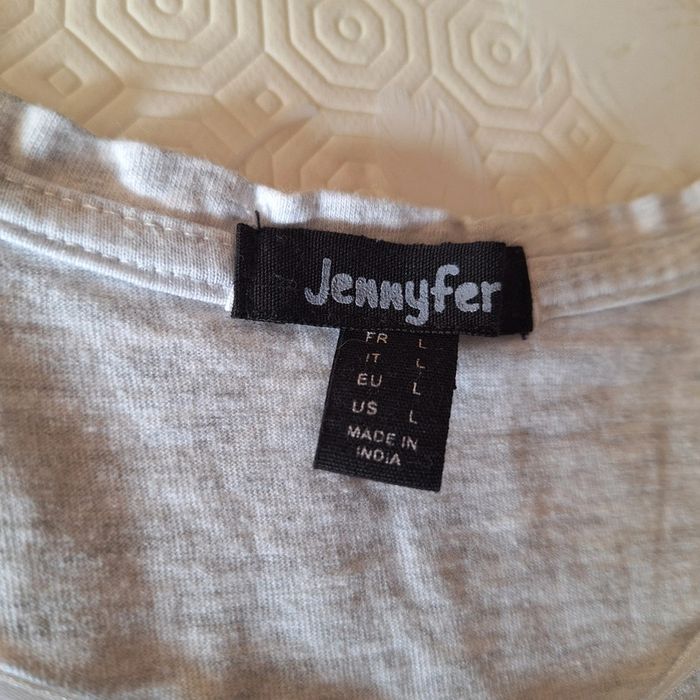 Jennyfer
FR L
IT L
EU L
US L
MADE IN
INDIA